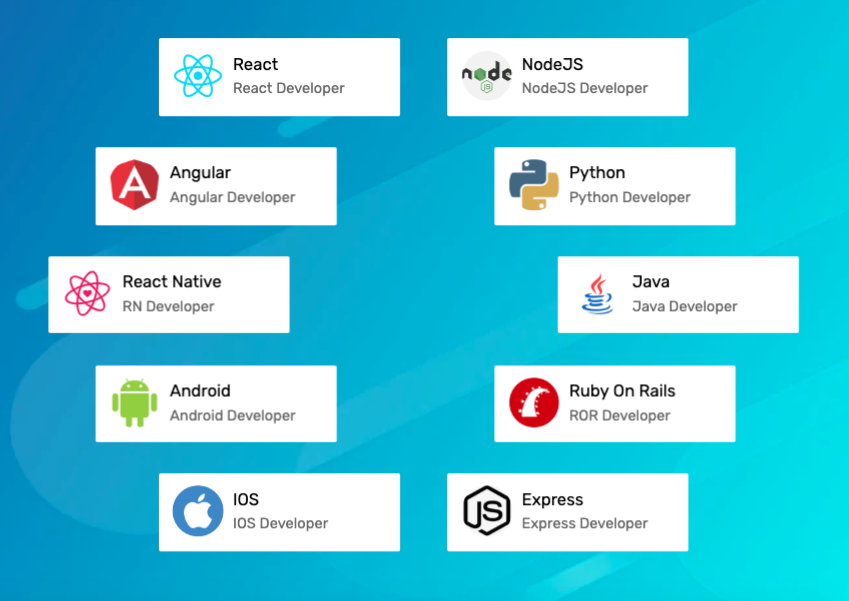 React
React Developer
node
JS
NodeJS
NodeJS Developer
Angular
Angular Developer
Python
Python Developer
React Native
RN Developer
Java
Java Developer
Android
Android Developer
Ruby On Rails
ROR Developer
IOS
IOS Developer
JS
Express
Express Developer